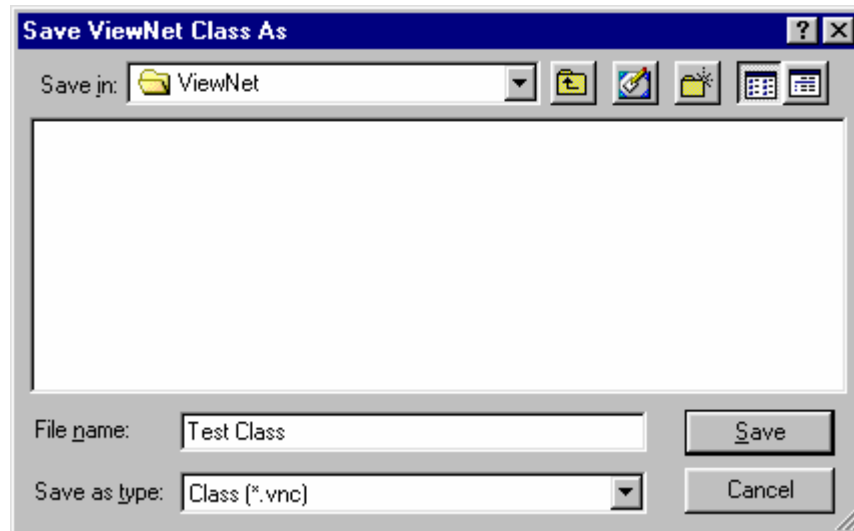 Save ViewNet Class As
Save in: ViewNet
File name: Test Class Save
Save as type: Class (*.vnc) Cancel